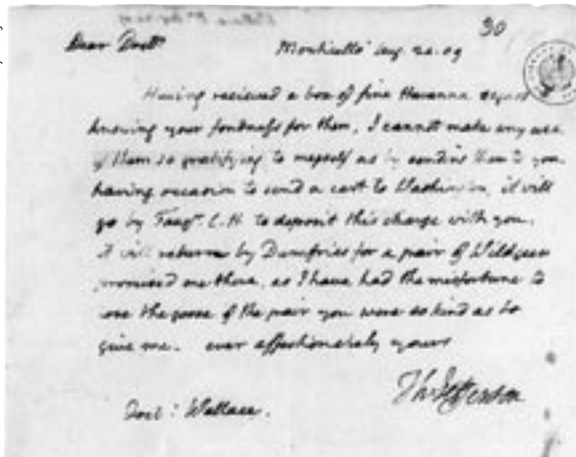 30
Dear Doctr.
Monticello Aug. 24. 09
Having recieved a box of fine Havanna segars &
knowing your fondness for them, I cannot make any use
of them so gratifying to myself as by sending them to you.
having occasion to send a cart to Washington, it will
go by Fauqr. C.H. to deposit this charge with you.
it will return by Dumfries for a pair of Wild geese
promised me there, as I have had the misfortune to
lose the goose of the pair you were so kind as to
give me. ever affectionately yours
Th: Jefferson
Doctr: Wallace.